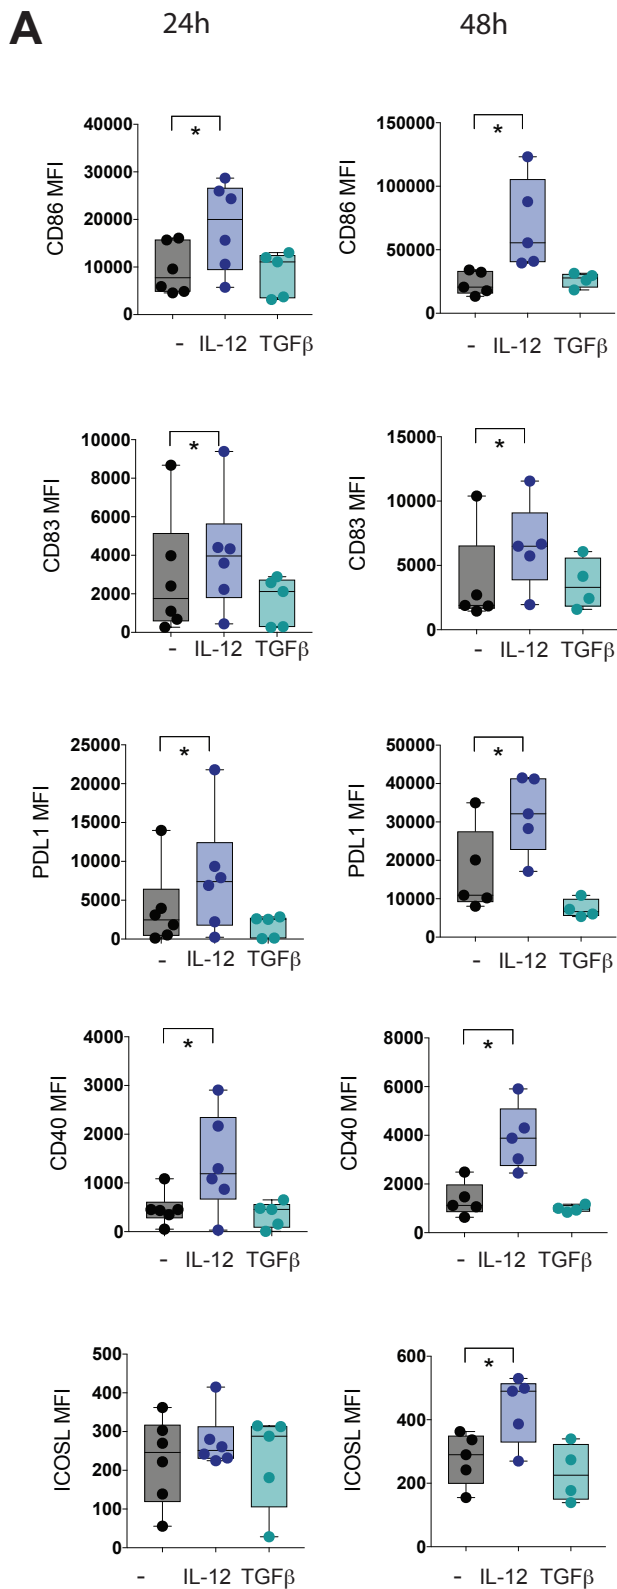 A
24h
48h
CD86 MFI
40000
30000
20000
10000
0
*
- IL-12 TGFβ
CD86 MFI
150000
100000
50000
0
*
- IL-12 TGFβ
CD83 MFI
10000
8000
6000
4000
2000
0
*
- IL-12 TGFβ
CD83 MFI
15000
10000
5000
0
*
- IL-12 TGFβ
PDL1 MFI
25000
20000
15000
10000
5000
0
*
- IL-12 TGFβ
PDL1 MFI
50000
40000
30000
20000
10000
0
*
- IL-12 TGFβ
CD40 MFI
4000
3000
2000
1000
0
*
- IL-12 TGFβ
CD40 MFI
8000
6000
4000
2000
0
*
- IL-12 TGFβ
ICOSL MFI
500
400
300
200
100
0
- IL-12 TGFβ
ICOSL MFI
600
400
200
0
*
- IL-12 TGFβ